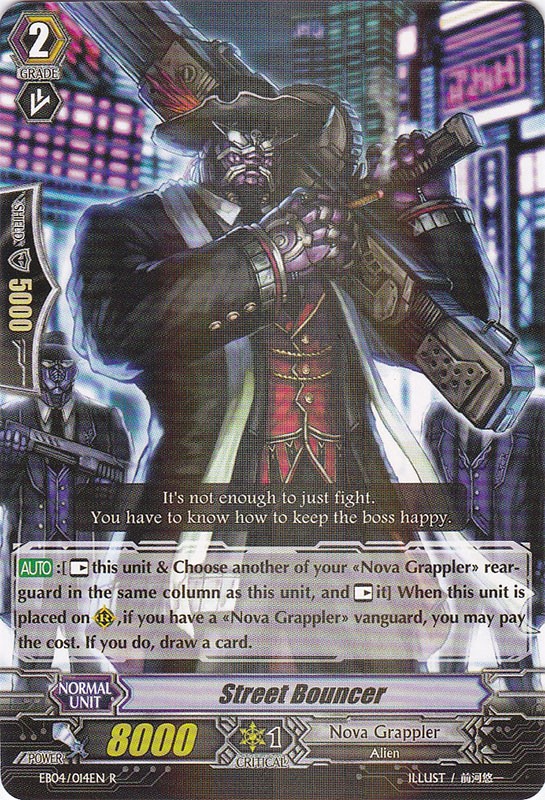 2
GRADE
SHIELD
5000
It's not enough to just fight.
You have to know how to keep the boss happy.
AUTO:[this unit & Choose another of your «Nova Grappler» rear-
guard in the same column as this unit, and it] When this unit is
placed on R,if you have a «Nova Grappler» vanguard, you may pay
the cost. If you do, draw a card.
NORMAL
UNIT
Street Bouncer
POWER
8000
1
CRITICAL
Nova Grappler
Alien
EB04/014EN R
ILLUST / 前河悠一